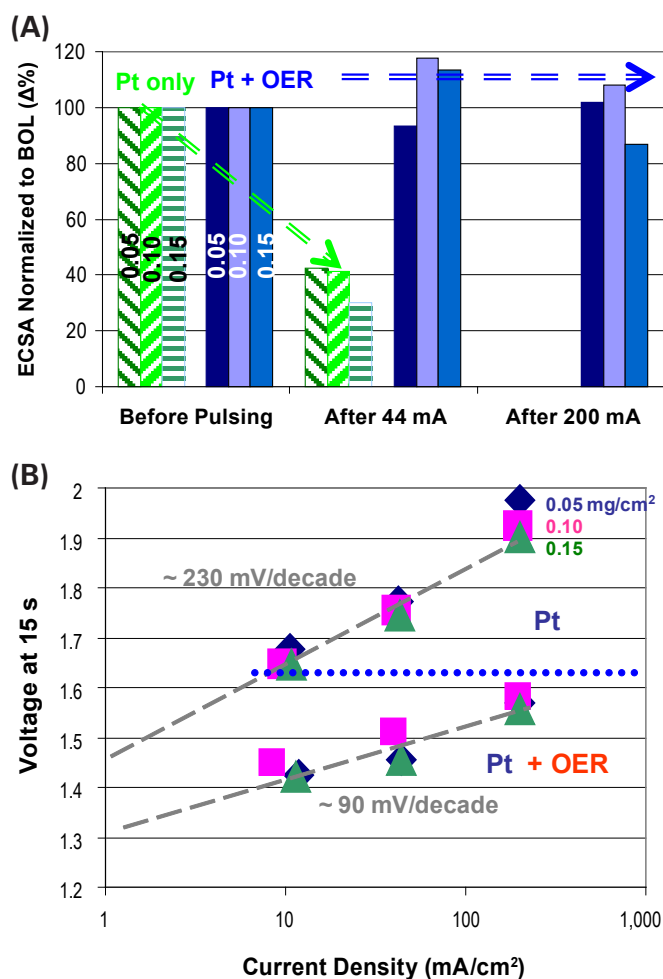 (A)
120
100
80
60
40
20
0
ECSA Normalized to BOL (Δ%)
Pt only
Pt + OER
0.05
0.10
0.15
0.05
0.10
0.15
Before Pulsing
After 44 mA
After 200 mA
(B)
2
1.9
1.8
1.7
1.6
1.5
1.4
1.3
1.2
Voltage at 15 s
0.05 mg/cm²
0.10
0.15
~ 230 mV/decade
Pt
Pt + OER
~ 90 mV/decade
1
10
100
1,000
Current Density (mA/cm²)